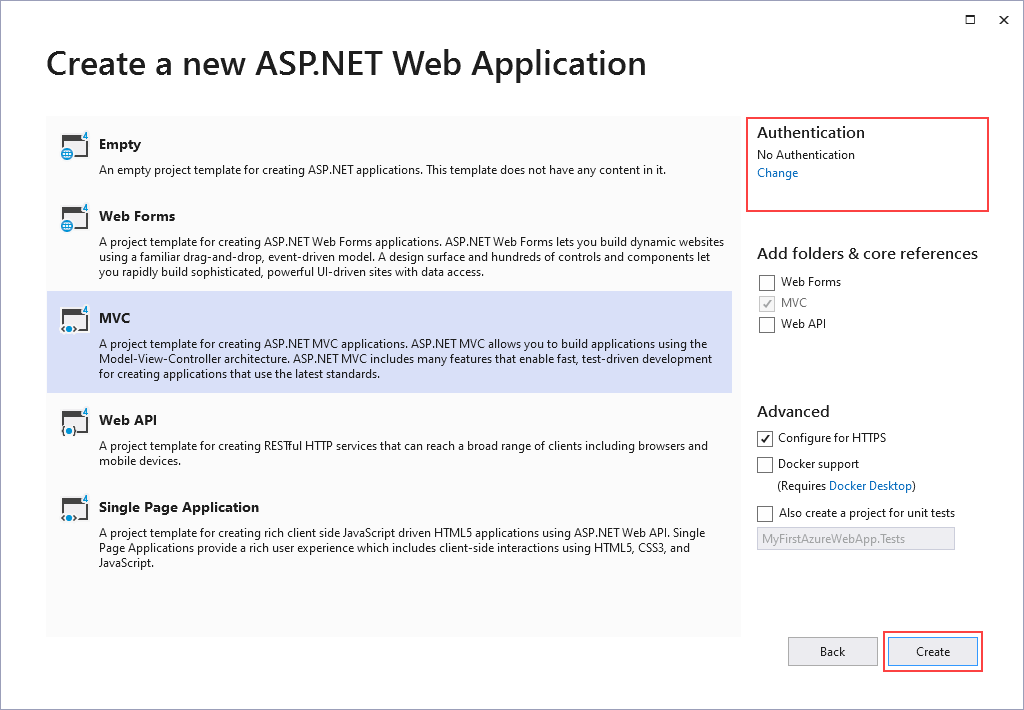 Create a new ASP.NET Web Application
4
Empty
An empty project template for creating ASP.NET applications. This template does not have any content in it.
4
Web Forms
A project template for creating ASP.NET Web Forms applications. ASP.NET Web Forms lets you build dynamic websites
using a familiar drag-and-drop, event-driven model. A design surface and hundreds of controls and components let
you rapidly build sophisticated, powerful UI-driven sites with data access.
4
MVC
A project template for creating ASP.NET MVC applications. ASP.NET MVC allows you to build applications using the
Model-View-Controller architecture. ASP.NET MVC includes many features that enable fast, test-driven development
for creating applications that use the latest standards.
4
Web API
A project template for creating RESTful HTTP services that can reach a broad range of clients including browsers and
mobile devices.
4
Single Page Application
A project template for creating rich client side JavaScript driven HTML5 applications using ASP.NET Web API. Single
Page Applications provide a rich user experience which includes client-side interactions using HTML5, CSS3, and
JavaScript.
Authentication
No Authentication
Change
Add folders & core references
Web Forms
MVC
Web API
Advanced
Configure for HTTPS
Docker support
(Requires Docker Desktop)
Also create a project for unit tests
MyFirstAzureWebApp.Tests
Back
Create